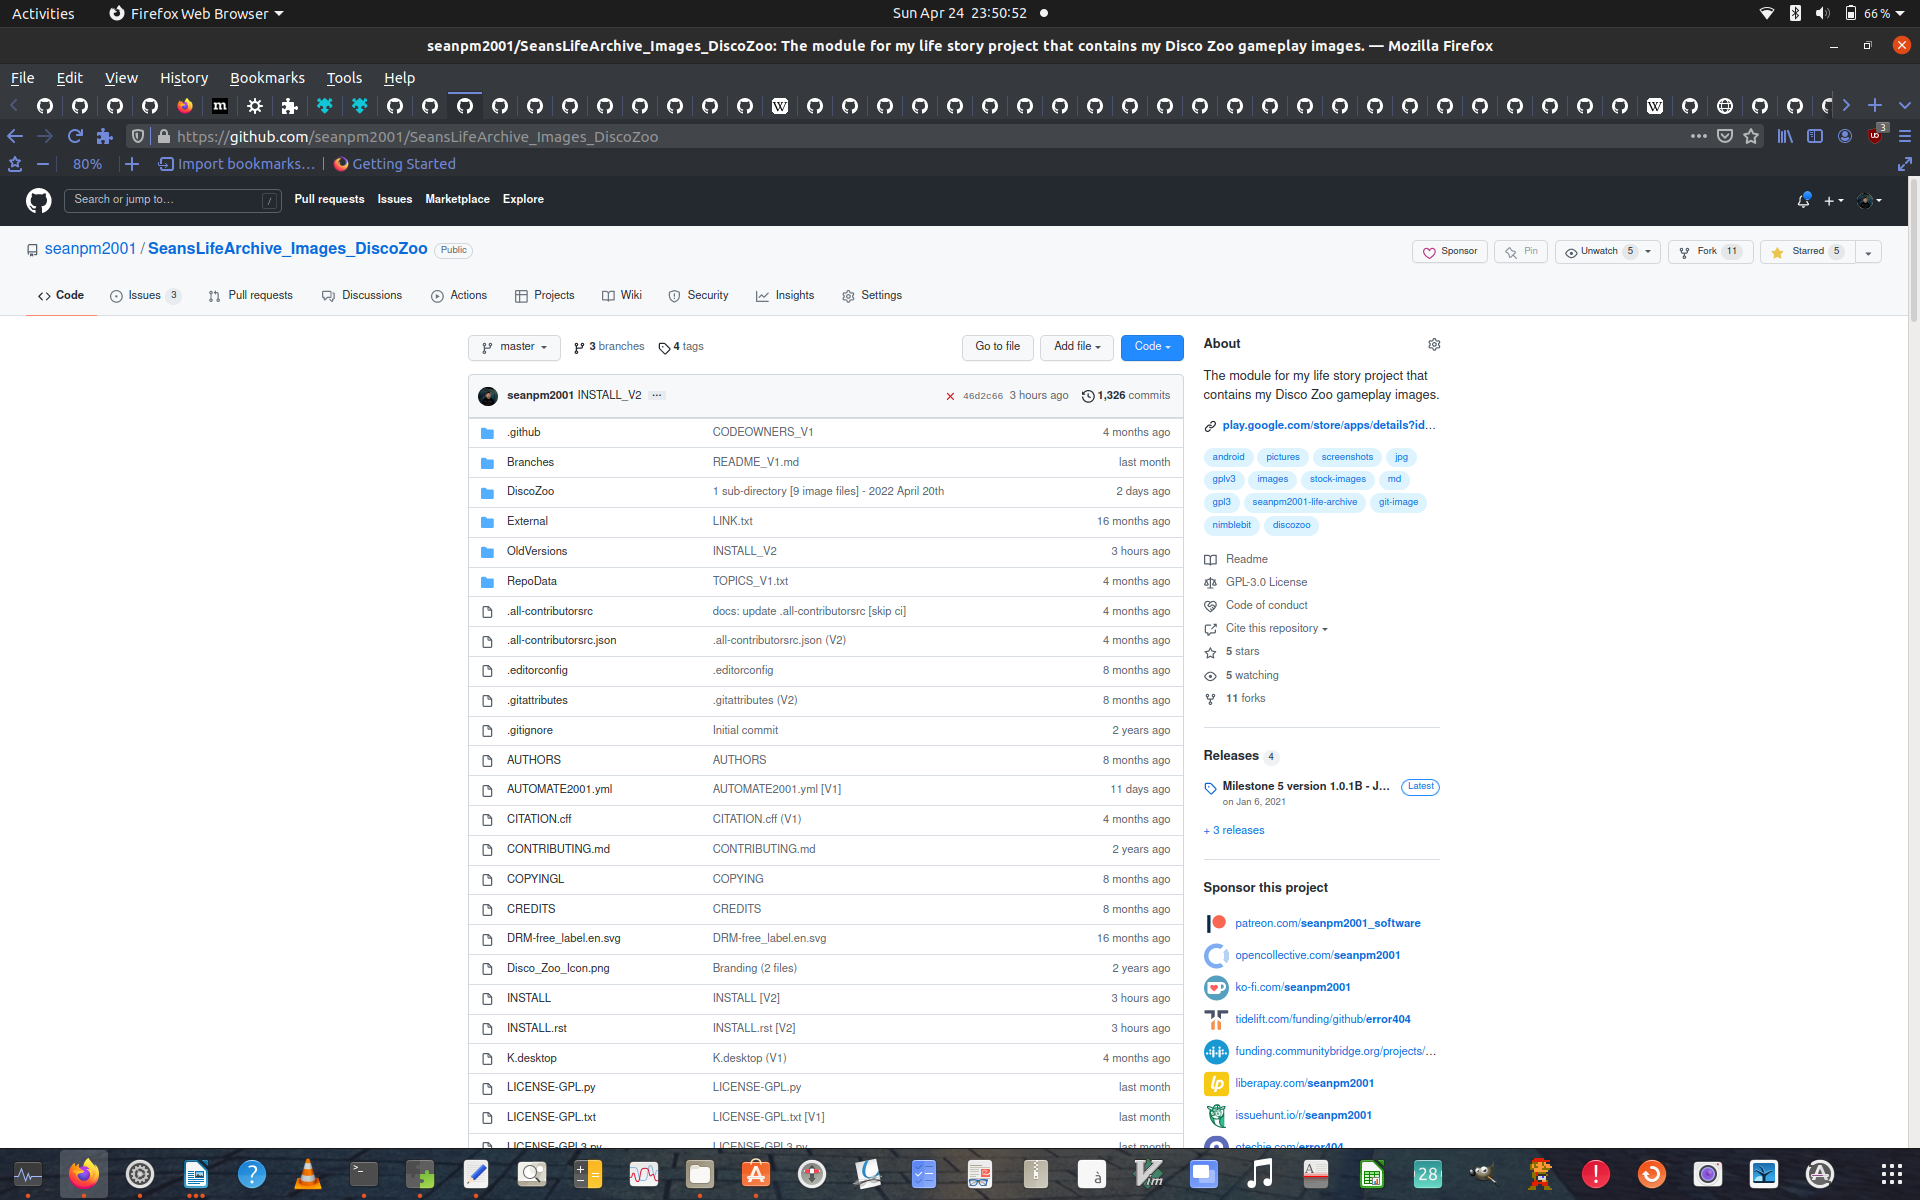 Activities
Firefox Web Browser
Sun Apr 24 23:50:52
66 %
seanpm2001/SeansLifeArchive_Images_DiscoZoo: The module for my life story project that contains my Disco Zoo gameplay images. — Mozilla Firefox
File Edit View History Bookmarks Tools Help
https://github.com/seanpm2001/SeansLifeArchive_Images_DiscoZoo
3
80%
Import bookmarks…
Getting Started
Search or jump to…
/
Pull requests Issues Marketplace Explore
seanpm2001 / SeansLifeArchive_Images_DiscoZoo Public
Sponsor
Pin
Unwatch 5
Fork 11
Starred 5
Code
Issues 3
Pull requests
Discussions
Actions
Projects
Wiki
Security
Insights
Settings
master
3 branches
4 tags
Go to file
Add file
Code
seanpm2001 INSTALL_V2 ...
46d2c66 3 hours ago
1,326 commits
.github CODEOWNERS_V1 4 months ago
Branches README_V1.md last month
DiscoZoo 1 sub-directory [9 image files] - 2022 April 20th 2 days ago
External LINK.txt 16 months ago
OldVersions INSTALL_V2 3 hours ago
RepoData TOPICS_V1.txt 4 months ago
.all-contributorsrc docs: update .all-contributorsrc [skip ci] 4 months ago
.all-contributorsrc.json .all-contributorsrc.json (V2) 4 months ago
.editorconfig .editorconfig 8 months ago
.gitattributes .gitattributes (V2) 8 months ago
.gitignore Initial commit 2 years ago
AUTHORS AUTHORS 8 months ago
AUTOMATE2001.yml AUTOMATE2001.yml [V1] 11 days ago
CITATION.cff CITATION.cff (V1) 4 months ago
CONTRIBUTING.md CONTRIBUTING.md 2 years ago
COPYINGL COPYING 8 months ago
CREDITS CREDITS 8 months ago
DRM-free_label.en.svg DRM-free_label.en.svg 16 months ago
Disco_Zoo_Icon.png Branding (2 files) 2 years ago
INSTALL INSTALL [V2] 3 hours ago
INSTALL.rst INSTALL.rst [V2] 3 hours ago
K.desktop K.desktop (V1) 4 months ago
LICENSE-GPL.py LICENSE-GPL.py last month
LICENSE-GPL.txt LICENSE-GPL.txt [V1] last month
LICENSE-GPL3.py LICENSE-GPL3.py last month
About
The module for my life story project that
contains my Disco Zoo gameplay images.
play.google.com/store/apps/details?id…
android pictures screenshots jpg
gplv3 images stock-images md
gpl3 seanpm2001-life-archive git-image
nimblebit discozoo
Readme
GPL-3.0 License
Code of conduct
Cite this repository
5 stars
5 watching
11 forks
Releases 4
Milestone 5 version 1.0.1B - J… Latest
on Jan 6, 2021
+ 3 releases
Sponsor this project
patreon.com/seanpm2001_software
opencollective.com/seanpm2001
ko-fi.com/seanpm2001
tidelift.com/funding/github/error404
funding.communitybridge.org/projects/…
liberapay.com/seanpm2001
issuehunt.io/r/seanpm2001
otechie.com/error404
28